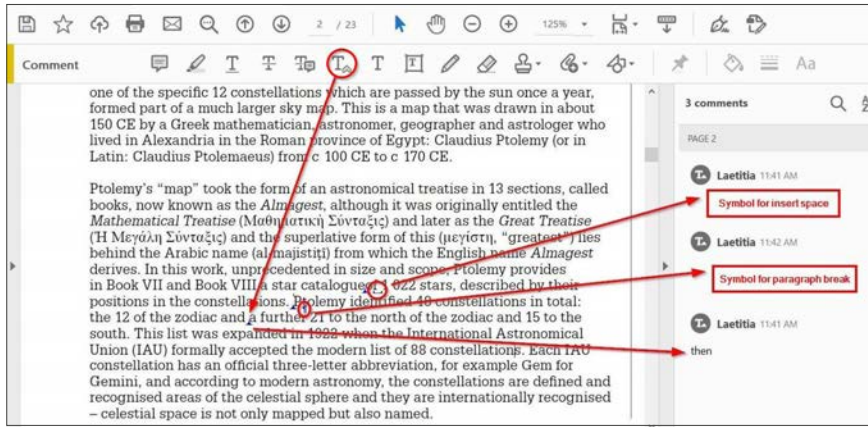 2 / 23
125%
Comment
Aa
one of the specific 12 constellations which are passed by the sun once a year,
formed part of a much larger sky map. This is a map that was drawn in about
150 CE by a Greek mathematician, astronomer, geographer and astrologer who
lived in Alexandria in the Roman province of Egypt: Claudius Ptolemy (or in
Latin: Claudius Ptolemaeus) from c 100 CE to c 170 CE.
Ptolemy’s “map” took the form of an astronomical treatise in 13 sections, called
books, now known as the Almagest, although it was originally entitled the
Mathematical Treatise (Μαθηματικὴ Σύνταξις) and later as the Great Treatise
(Ἡ Μεγάλη Σύνταξις) and the superlative form of this (μεγίστη, “greatest”) lies
behind the Arabic name (al-majisṭiṭī) from which the English name Almagest
derives. In this work, unprecedented in size and scope, Ptolemy provides
in Book VII and Book VIII a star catalogue of 1 022 stars, described by their
positions in the constellations. Ptolemy identified 48 constellations in total:
the 12 of the zodiac and a further 21 to the north of the zodiac and 15 to the
south. This list was expanded in 1922 when the International Astronomical
Union (IAU) formally accepted the modern list of 88 constellations. Each IAU
constellation has an official three-letter abbreviation, for example Gem for
Gemini, and according to modern astronomy, the constellations are defined and
recognised areas of the celestial sphere and they are internationally recognised
– celestial space is not only mapped but also named.
3 comments
PAGE 2
Laetitia 11:41 AM
Symbol for insert space
Laetitia 11:42 AM
Symbol for paragraph break
Laetitia 11:41 AM
then